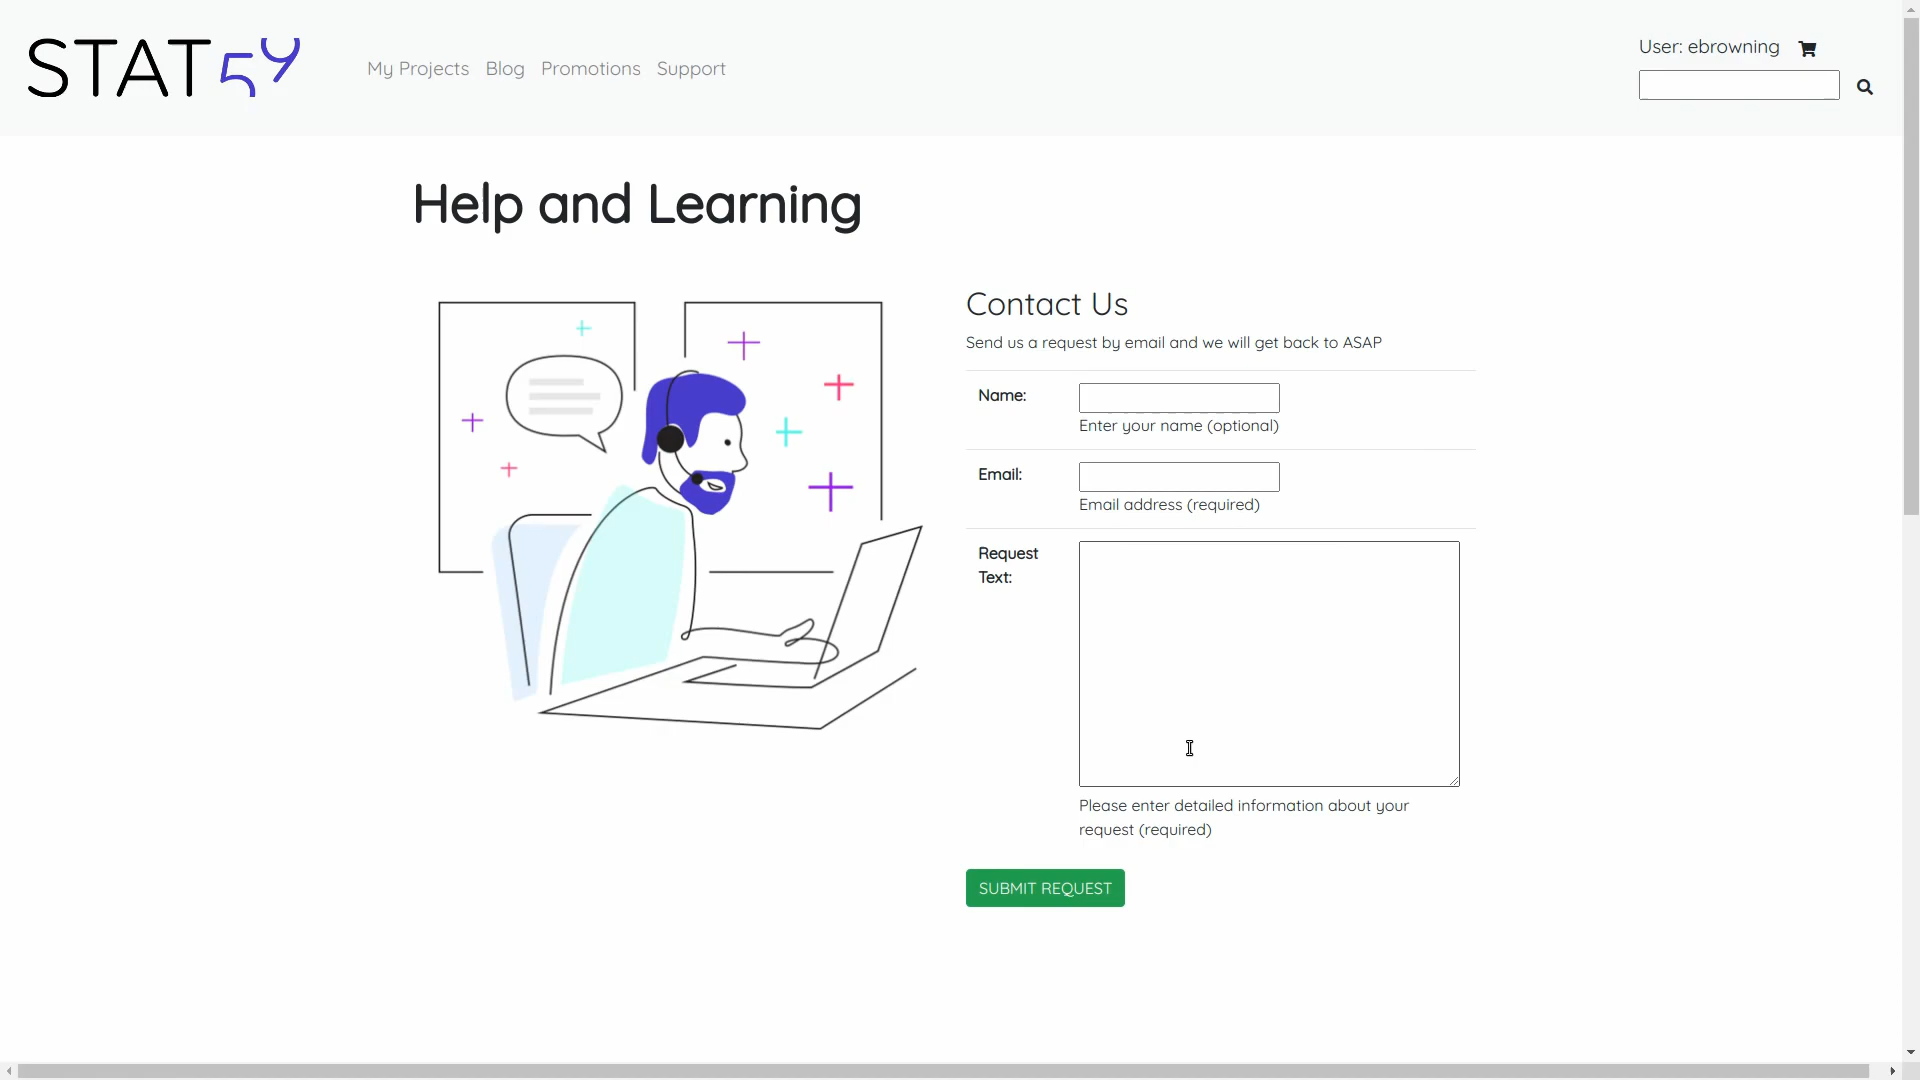 STAT59
My Projects Blog Promotions Support
User: ebrowning
Help and Learning
Contact Us
Send us a request by email and we will get back to ASAP
Name:
Enter your name (optional)
Email:
Email address (required)
Request
Text:
Please enter detailed information about your
request (required)
SUBMIT REQUEST